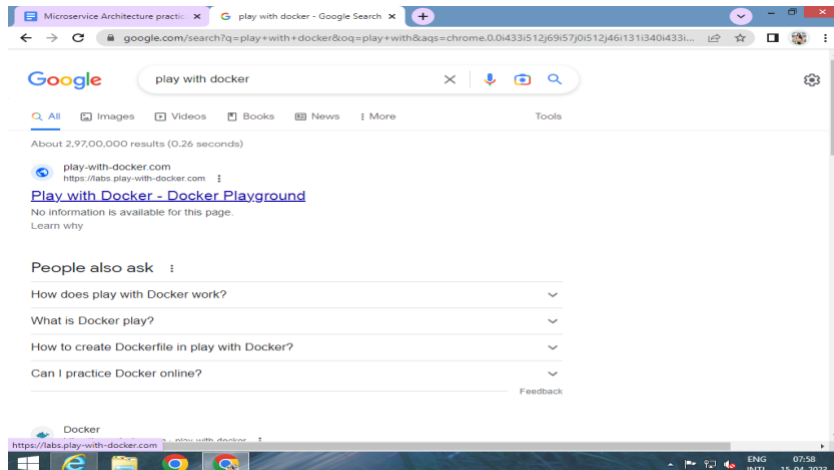 Microservice Architecture practic
play with docker - Google Search
google.com/search?q=play+with+docker&oq=play+with&aqs=chrome.0.0i433i512j69i57j0i512j46i131i340i433i...
Google
play with docker
All Images Videos Books News More Tools
About 2,97,00,000 results (0.26 seconds)
play-with-docker.com
https://labs.play-with-docker.com
Play with Docker - Docker Playground
No information is available for this page.
Learn why
People also ask
How does play with Docker work?
What is Docker play?
How to create Dockerfile in play with Docker?
Can I practice Docker online?
Feedback
Docker
https://labs.play-with-docker.com
ENG 07:58
INTL